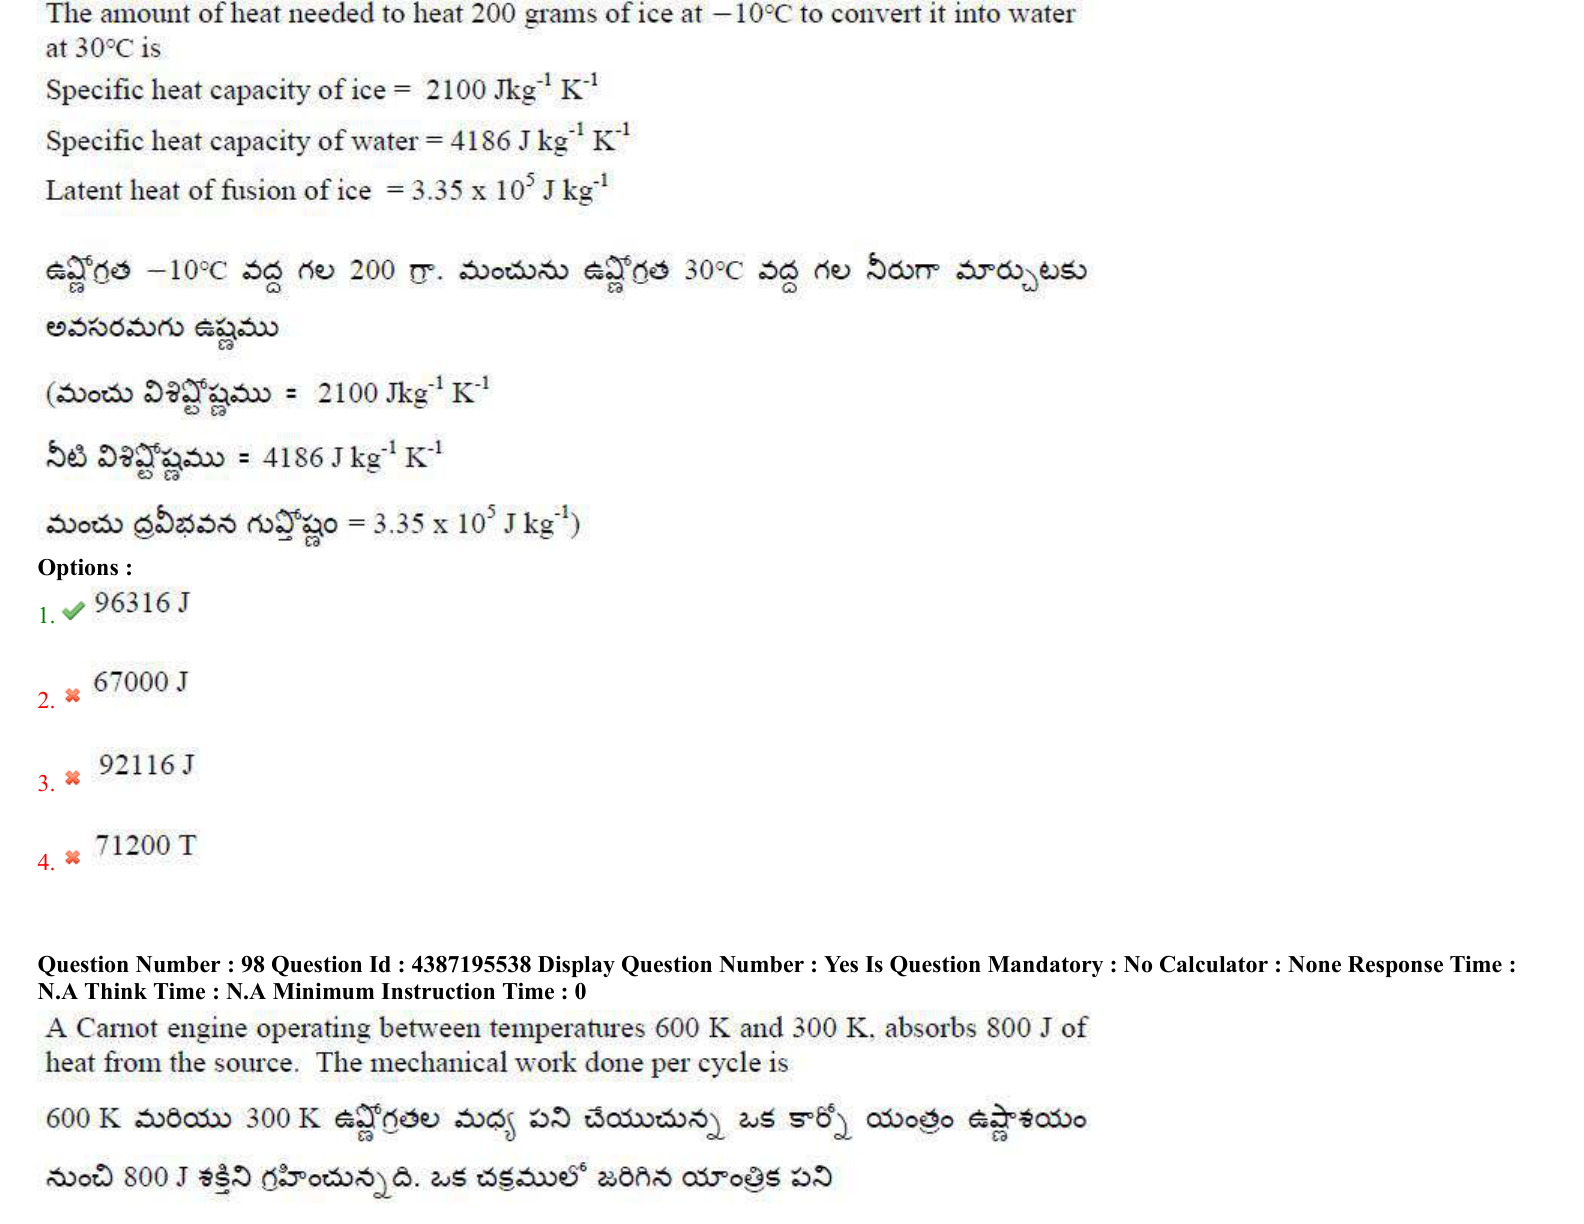 The amount of heat needed to heat 200 grams of ice at −10°C to convert it into water
at 30°C is
Specific heat capacity of ice = 2100 Jkg⁻¹ K⁻¹
Specific heat capacity of water = 4186 J kg⁻¹ K⁻¹
Latent heat of fusion of ice = 3.35 x 10⁵ J kg⁻¹
ఉష్ణోగ్రత −10°C వద్ద గల 200 గ్రా. మంచును ఉష్ణోగ్రత 30°C వద్ద గల నీరుగా మార్చుటకు
అవసరమగు ఉష్ణము
(మంచు విశిష్టోష్ణము = 2100 Jkg⁻¹ K⁻¹
నీటి విశిష్టోష్ణము = 4186 J kg⁻¹ K⁻¹
మంచు ద్రవీభవన గుప్తోష్ణం = 3.35 x 10⁵ J kg⁻¹)
Options :
1. 96316 J
2. 67000 J
3. 92116 J
4. 71200 T
Question Number : 98 Question Id : 4387195538 Display Question Number : Yes Is Question Mandatory : No Calculator : None Response Time :
N.A Think Time : N.A Minimum Instruction Time : 0
A Carnot engine operating between temperatures 600 K and 300 K, absorbs 800 J of
heat from the source. The mechanical work done per cycle is
600 K మరియు 300 K ఉష్ణోగ్రతల మధ్య పని చేయుచున్న ఒక కార్నో యంత్రం ఉష్ణాశయం
నుంచి 800 J శక్తిని గ్రహించున్నది. ఒక చక్రములో జరిగిన యాంత్రిక పని